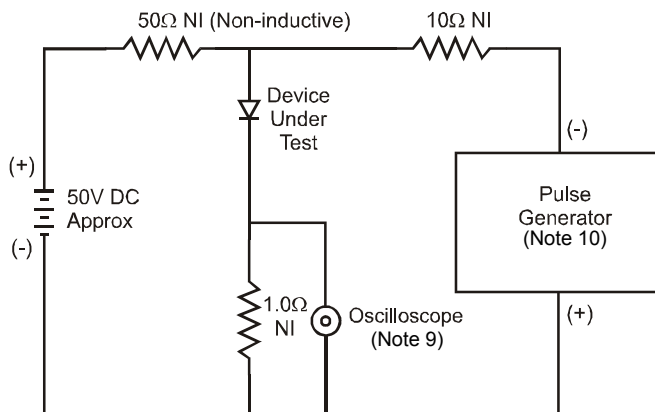 50Ω NI (Non-inductive)
10Ω NI
Device
Under
Test
(-)
(+)
50V DC
Approx
(-)
Pulse
Generator
(Note 10)
1.0Ω
NI
Oscilloscope
(Note 9)
(+)